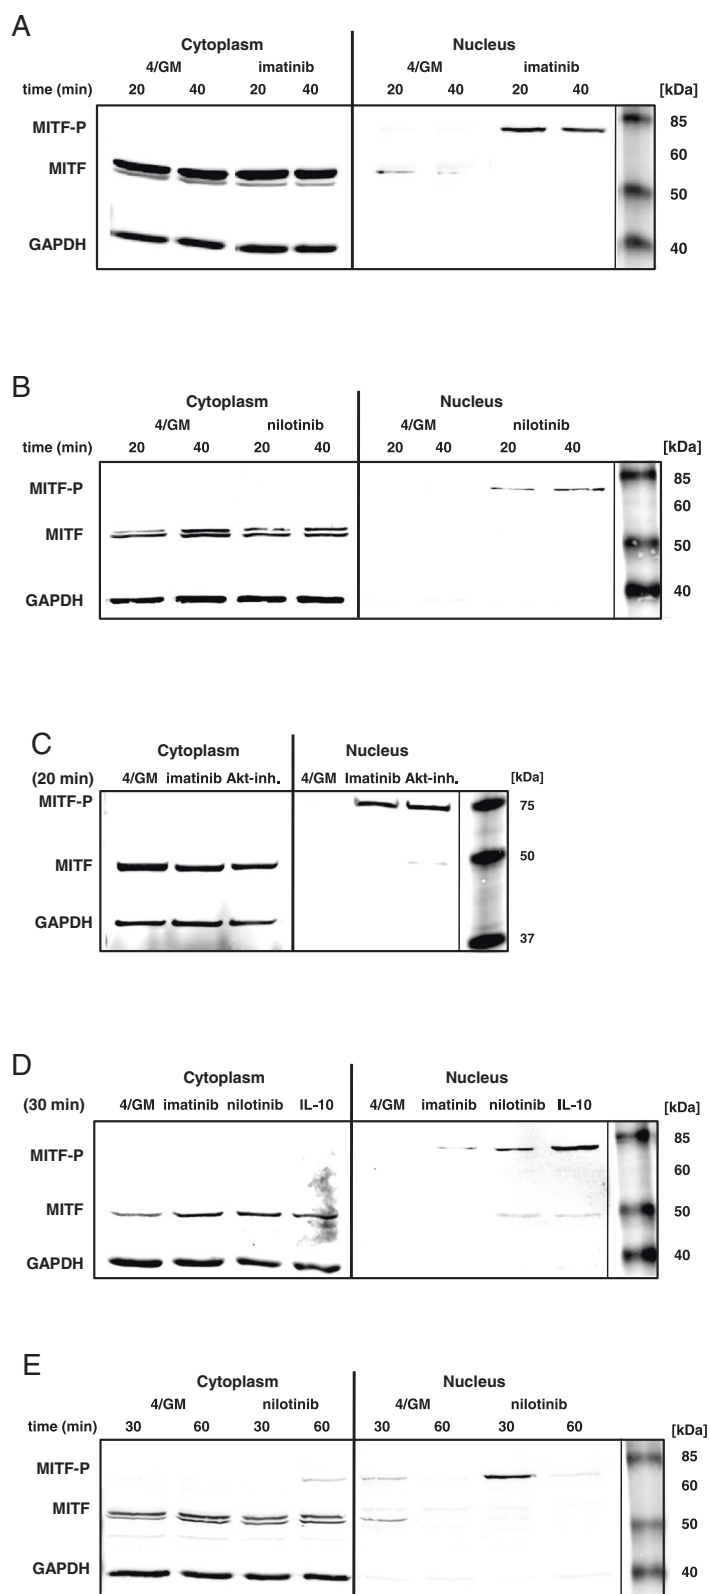 A
Cytoplasm Nucleus
4/GM imatinib 4/GM imatinib
time (min) 20 40 20 40 20 40 20 40 [kDa]
MITF-P 85
60
MITF
50
GAPDH 40
B
Cytoplasm Nucleus
4/GM nilotinib 4/GM nilotinib
time (min) 20 40 20 40 20 40 20 40 [kDa]
MITF-P 85
60
MITF
50
GAPDH 40
C
Cytoplasm Nucleus
(20 min) 4/GM imatinib Akt-inh. 4/GM Imatinib Akt-inh. [kDa]
MITF-P 75
MITF 50
GAPDH
37
D
Cytoplasm Nucleus
(30 min) 4/GM imatinib nilotinib IL-10 4/GM imatinib nilotinib IL-10 [kDa]
85
MITF-P
60
MITF 50
GAPDH 40
E
Cytoplasm Nucleus
4/GM nilotinib 4/GM nilotinib
time (min) 30 60 30 60 30 60 30 60 [kDa]
85
MITF-P
60
MITF
50
GAPDH 40